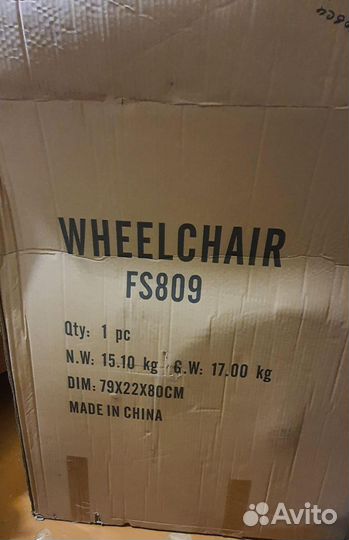 WHEELCHAIR
FS809
Qty: 1 pc
N.W: 15.10 kg G.W: 17.00 kg
DIM: 79X22X80CM
MADE IN CHINA
Avito